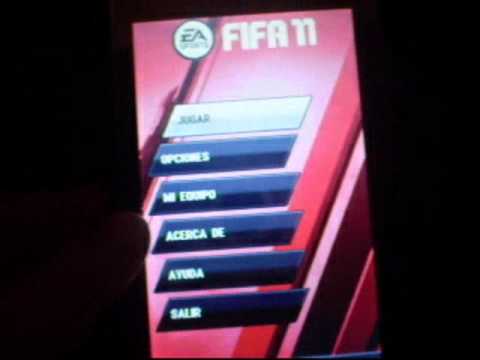 EA
SPORTS
FIFA 11
JUGAR
OPCIONES
MI EQUIPO
ACERCA DE
AYUDA
SALIR